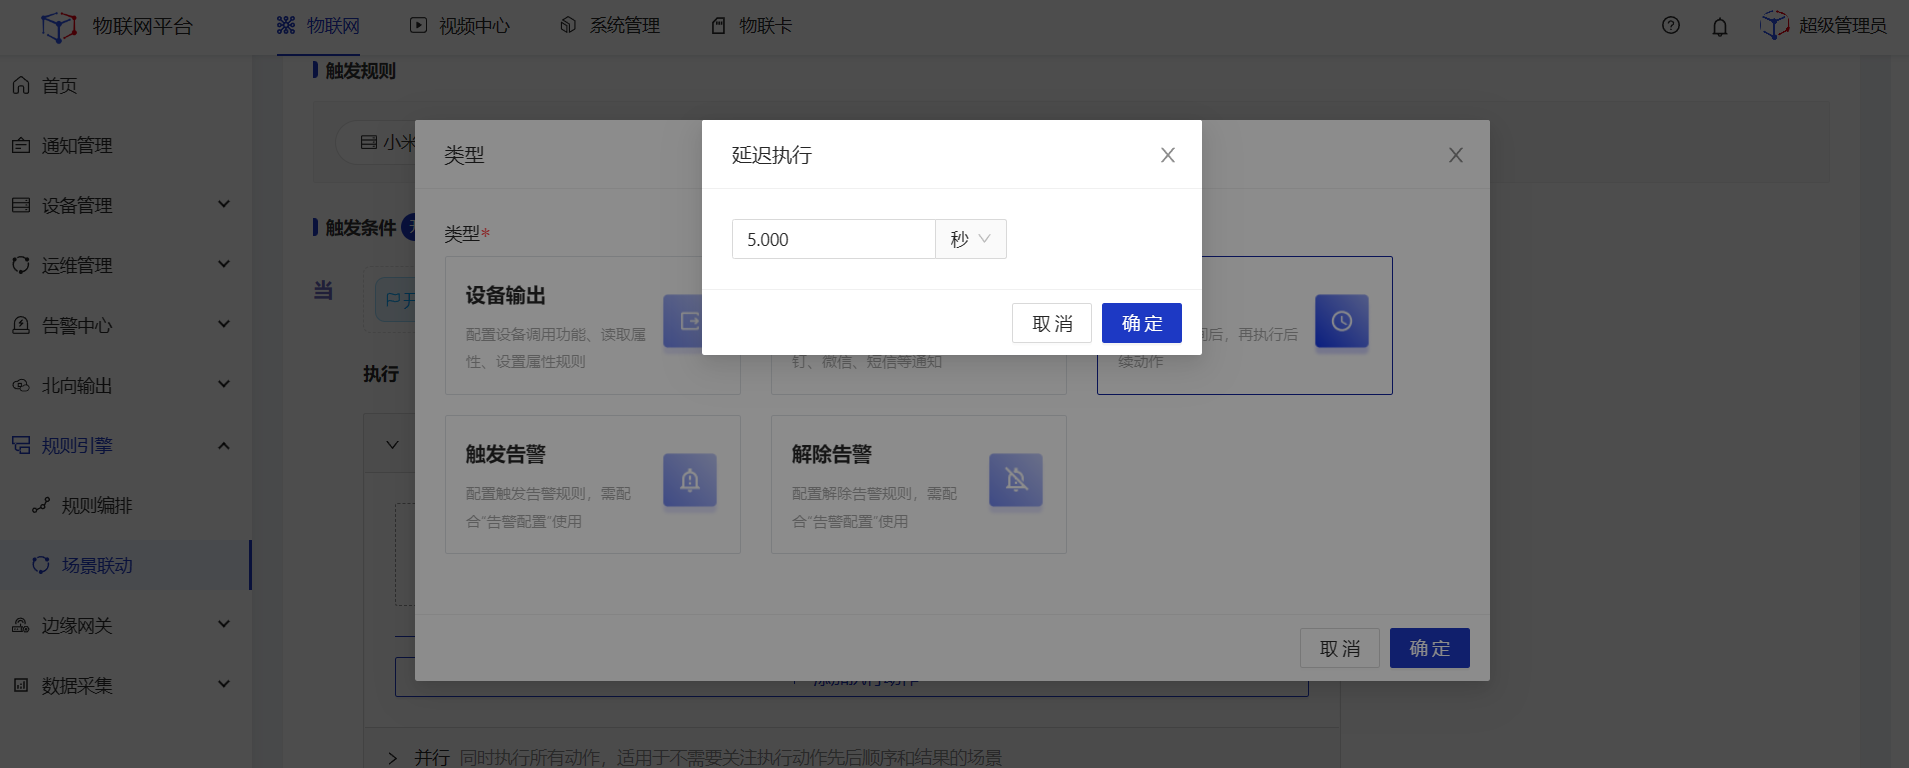 物联网平台
物联网
视频中心
系统管理
物联卡
超级管理员
首页
通知管理
设备管理
运维管理
告警中心
北向输出
规则引擎
规则编排
场景联动
边缘网关
数据采集
触发规则
小米
触发条件
当
执行
类型
类型*
设备输出
配置设备调用功能、读取属
性、设置属性规则
钉、微信、短信等通知
后，再执行后
续动作
触发告警
配置触发告警规则，需配
合“告警配置”使用
解除告警
配置解除告警规则，需配
合“告警配置”使用
取 消
确 定
延迟执行
5.000
秒
取 消
确 定
并行 同时执行所有动作，适用于不需要关注执行动作先后顺序和结果的场景